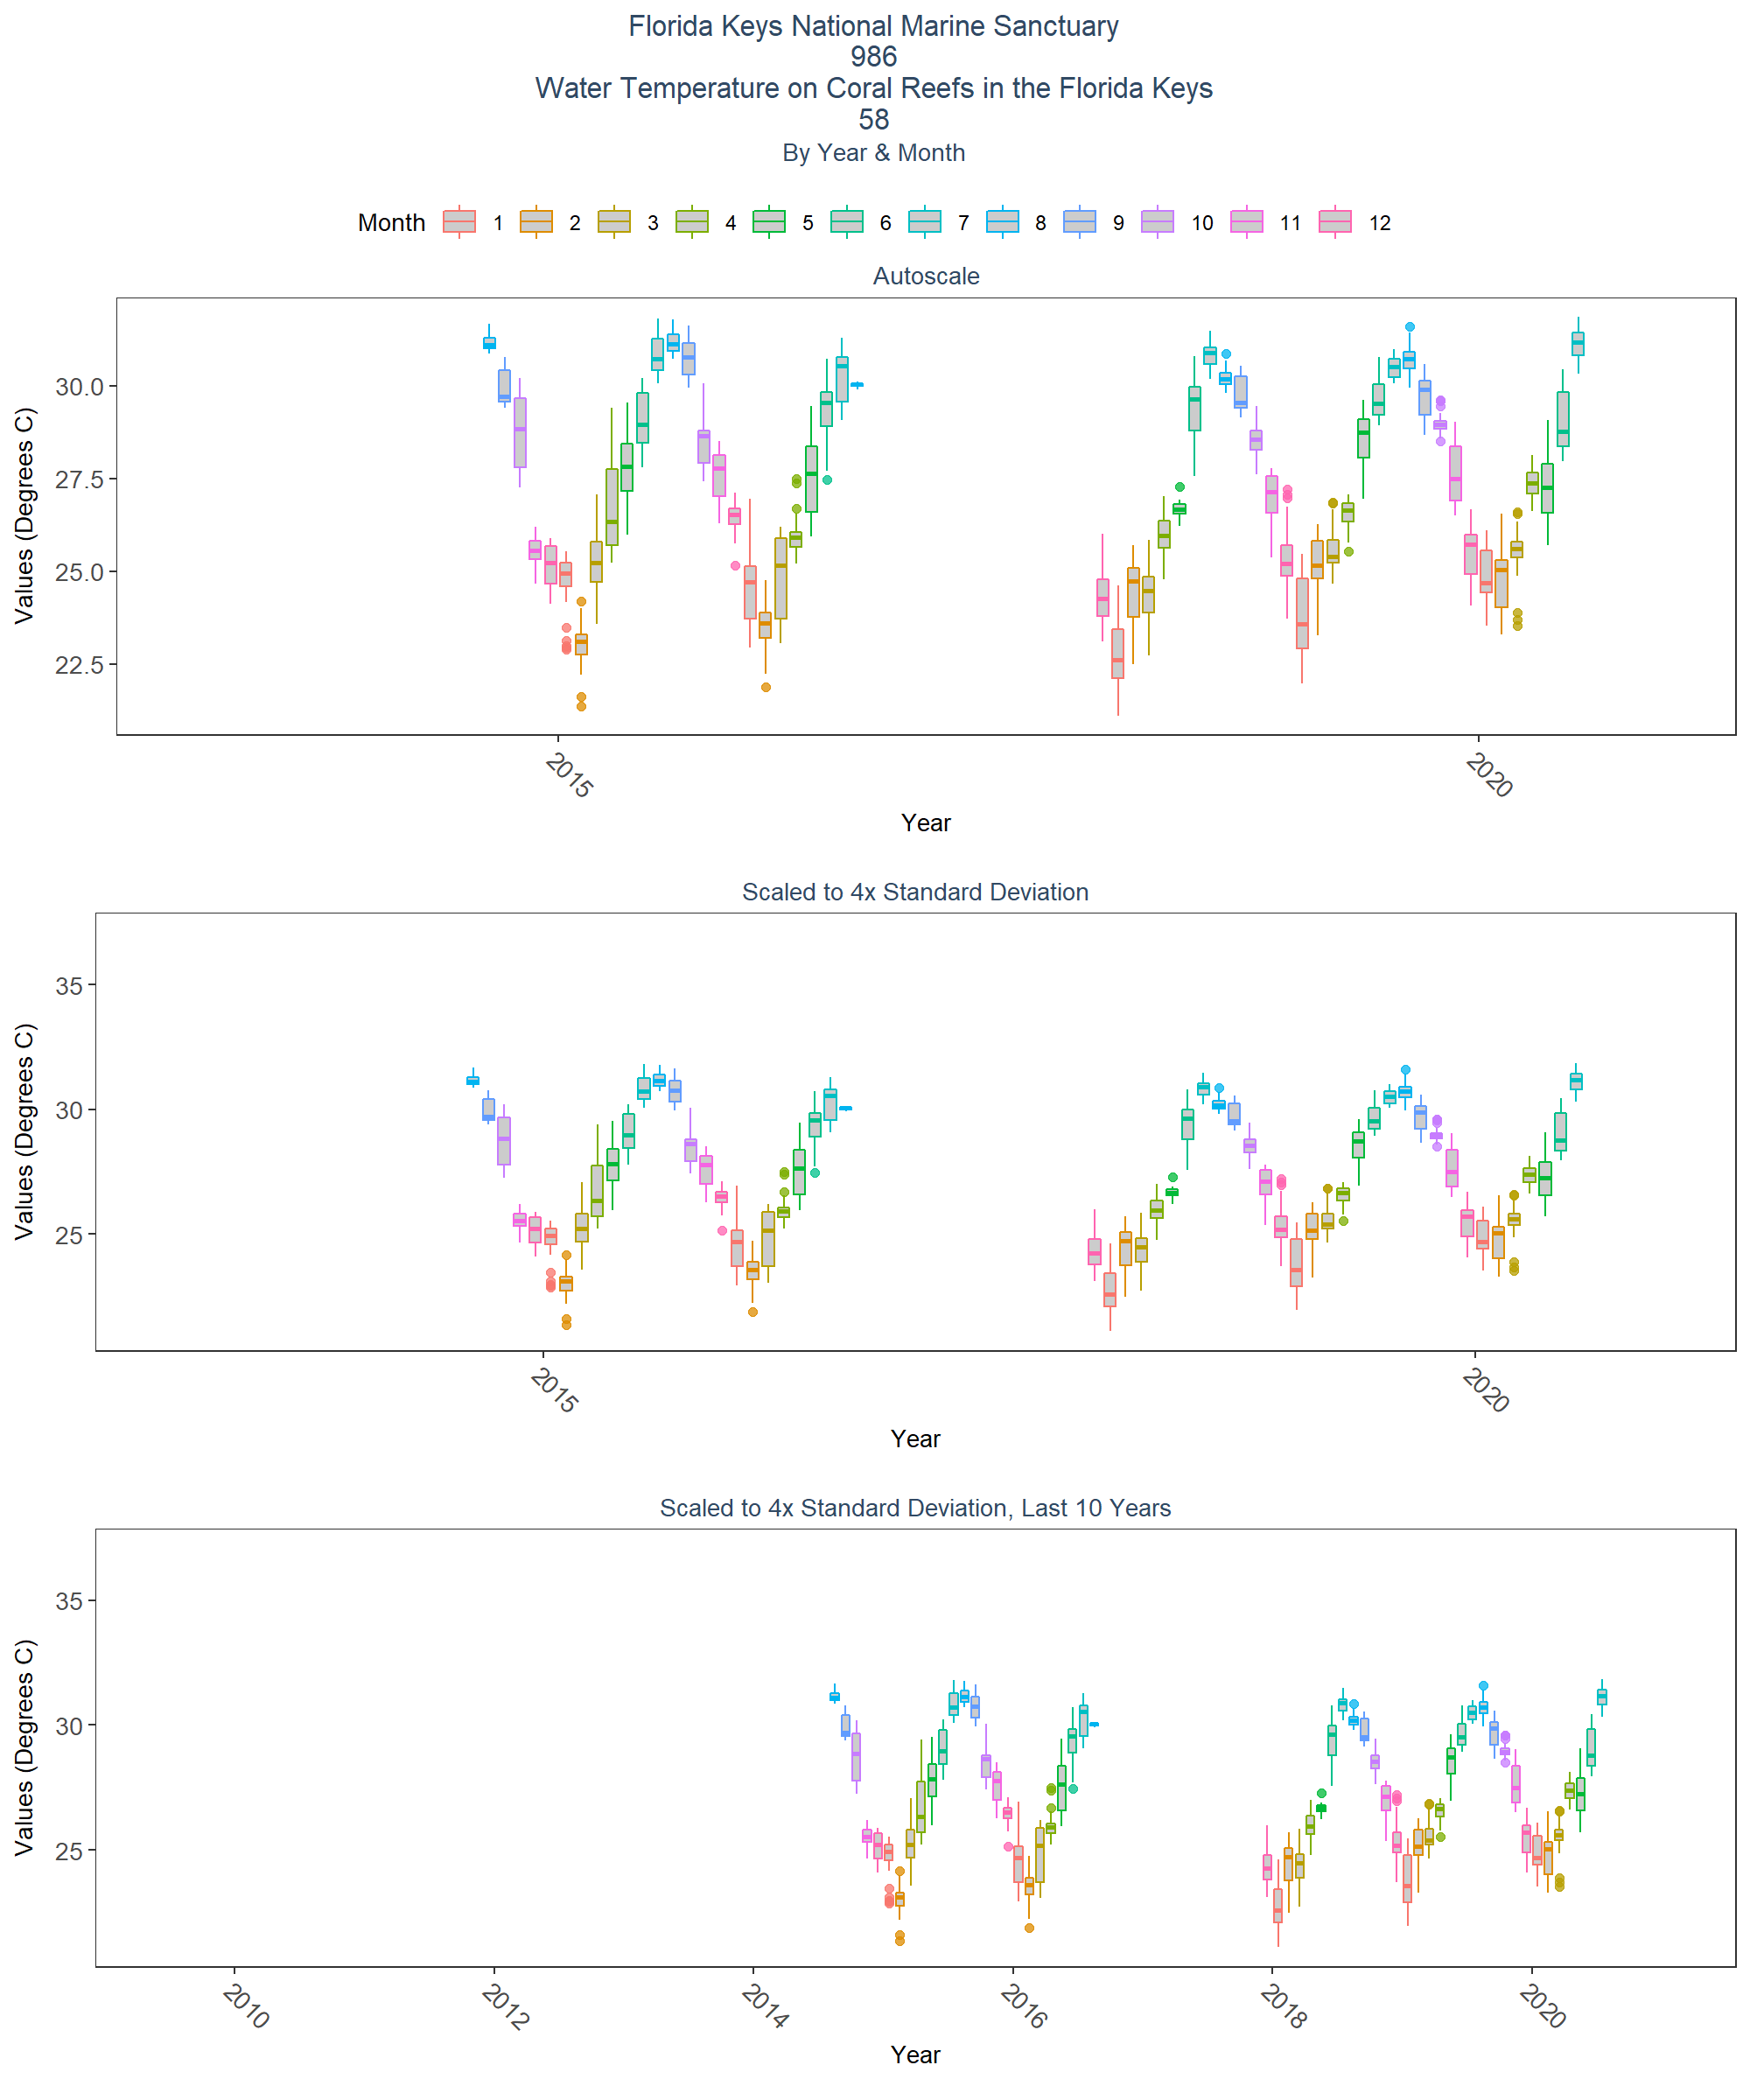 Florida Keys National Marine Sanctuary
986
Water Temperature on Coral Reefs in the Florida Keys
58
By Year & Month
Month 1 2 3 4 5 6 7 8 9 10 11 12
Autoscale
Values (Degrees C)
30.0
27.5
25.0
22.5
2015 2020
Year
Scaled to 4x Standard Deviation
Values (Degrees C)
35
30
25
2015 2020
Year
Scaled to 4x Standard Deviation, Last 10 Years
Values (Degrees C)
35
30
25
2010 2012 2014 2016 2018 2020
Year